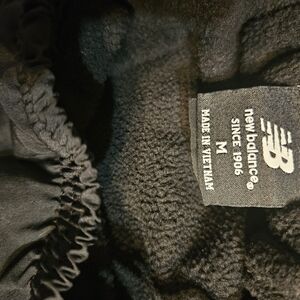 NB
new balance®
SINCE 1906
M
MADE IN VIETNAM